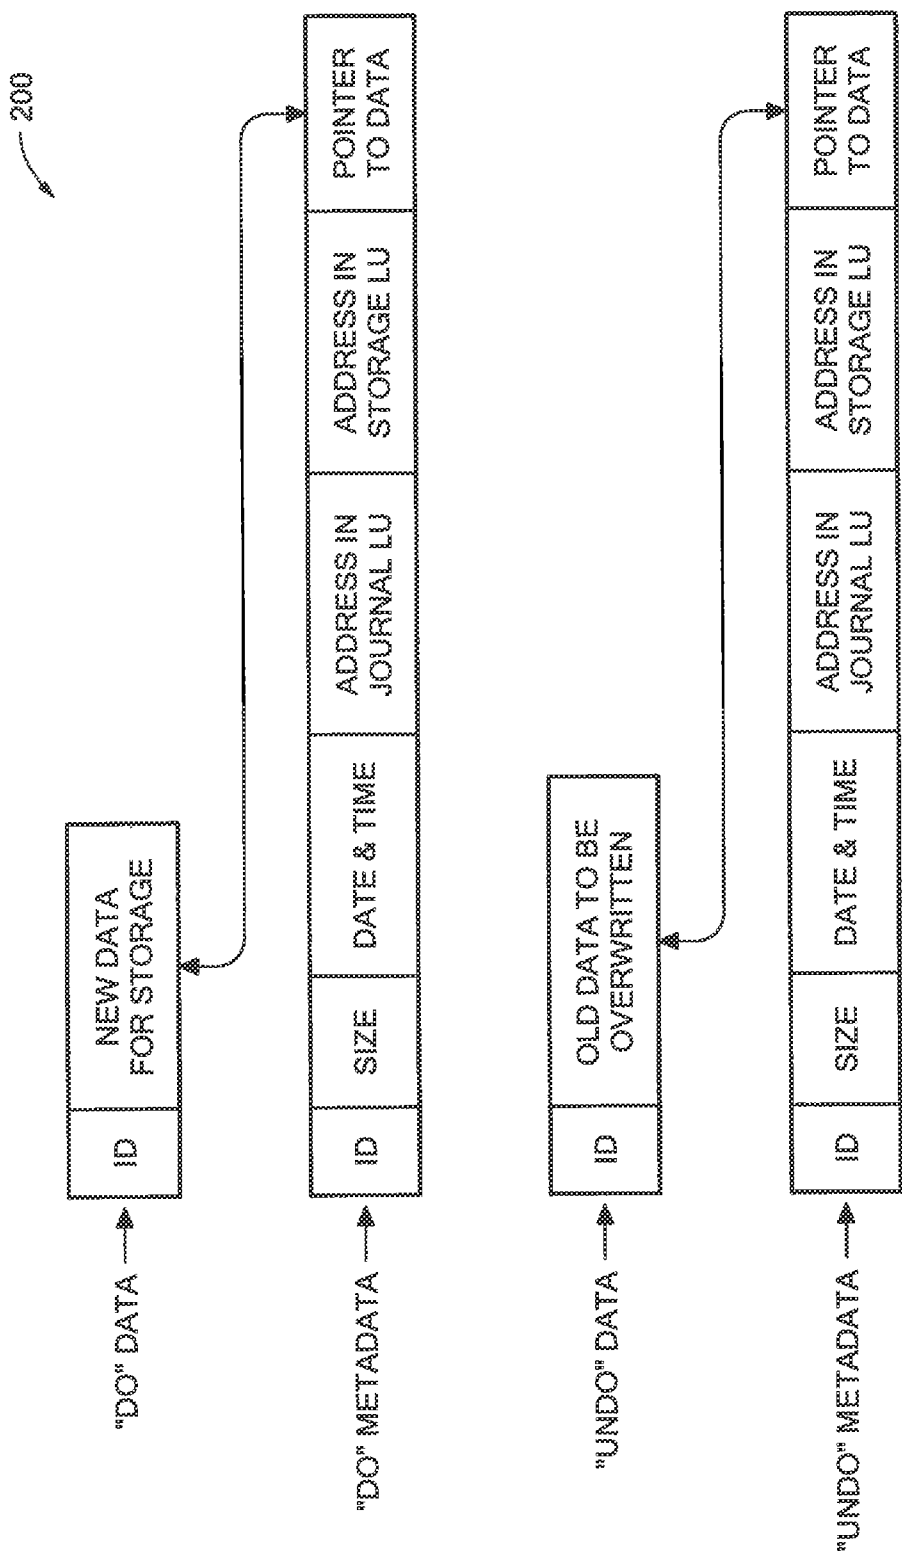 200
"DO" DATA
ID
NEW DATA
FOR STORAGE
"DO" METADATA
ID
SIZE
DATE & TIME
ADDRESS IN
JOURNAL LU
ADDRESS IN
STORAGE LU
POINTER
TO DATA
"UNDO" DATA
ID
OLD DATA TO BE
OVERWRITTEN
"UNDO" METADATA
ID
SIZE
DATE & TIME
ADDRESS IN
JOURNAL LU
ADDRESS IN
STORAGE LU
POINTER
TO DATA